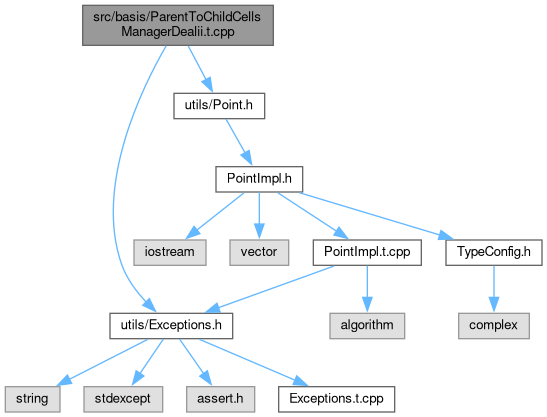 src/basis/ParentToChildCells
ManagerDealii.t.cpp
utils/Point.h
PointImpl.h
iostream
vector
PointImpl.t.cpp
TypeConfig.h
utils/Exceptions.h
algorithm
complex
string
stdexcept
assert.h
Exceptions.t.cpp